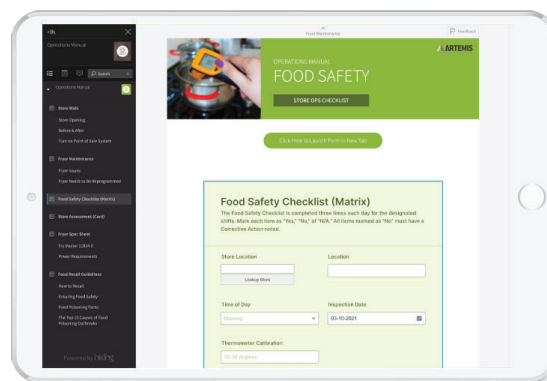 Operations Manual
Search
Operations Manual
Store Walk
Store Opening
Before & After
Turn on Point of Sale System
Fryer Maintenance
Fryer Issues
Fryer Needs to Be Reprogrammed
Food Safety Checklist (Matrix)
Store Assessment (Card)
Fryer Spec Sheet
Power Requirements
Food Recall Guidelines
How to Recall
Ensuring Food Safety
Food Poisoning Facts
The Top 10 Causes of Food
Poisoning Outbreaks
Powered by
Fryer Maintenance
Feedback
ARTEMIS
OPERATIONS MANUAL
FOOD SAFETY
STORE OPS CHECKLIST
Click Here to Launch Form in New Tab
Food Safety Checklist (Matrix)
The Food Safety Checklist is completed three times each day for the designated
shifts. Mark each item as "Yes," "No," of "N/A." All items marked as "No" must have a
Corrective Action noted.
Store Location
Location
Lookup Store
Time of Day
Inspection Date
03-10-2021
Thermometer Calibration: